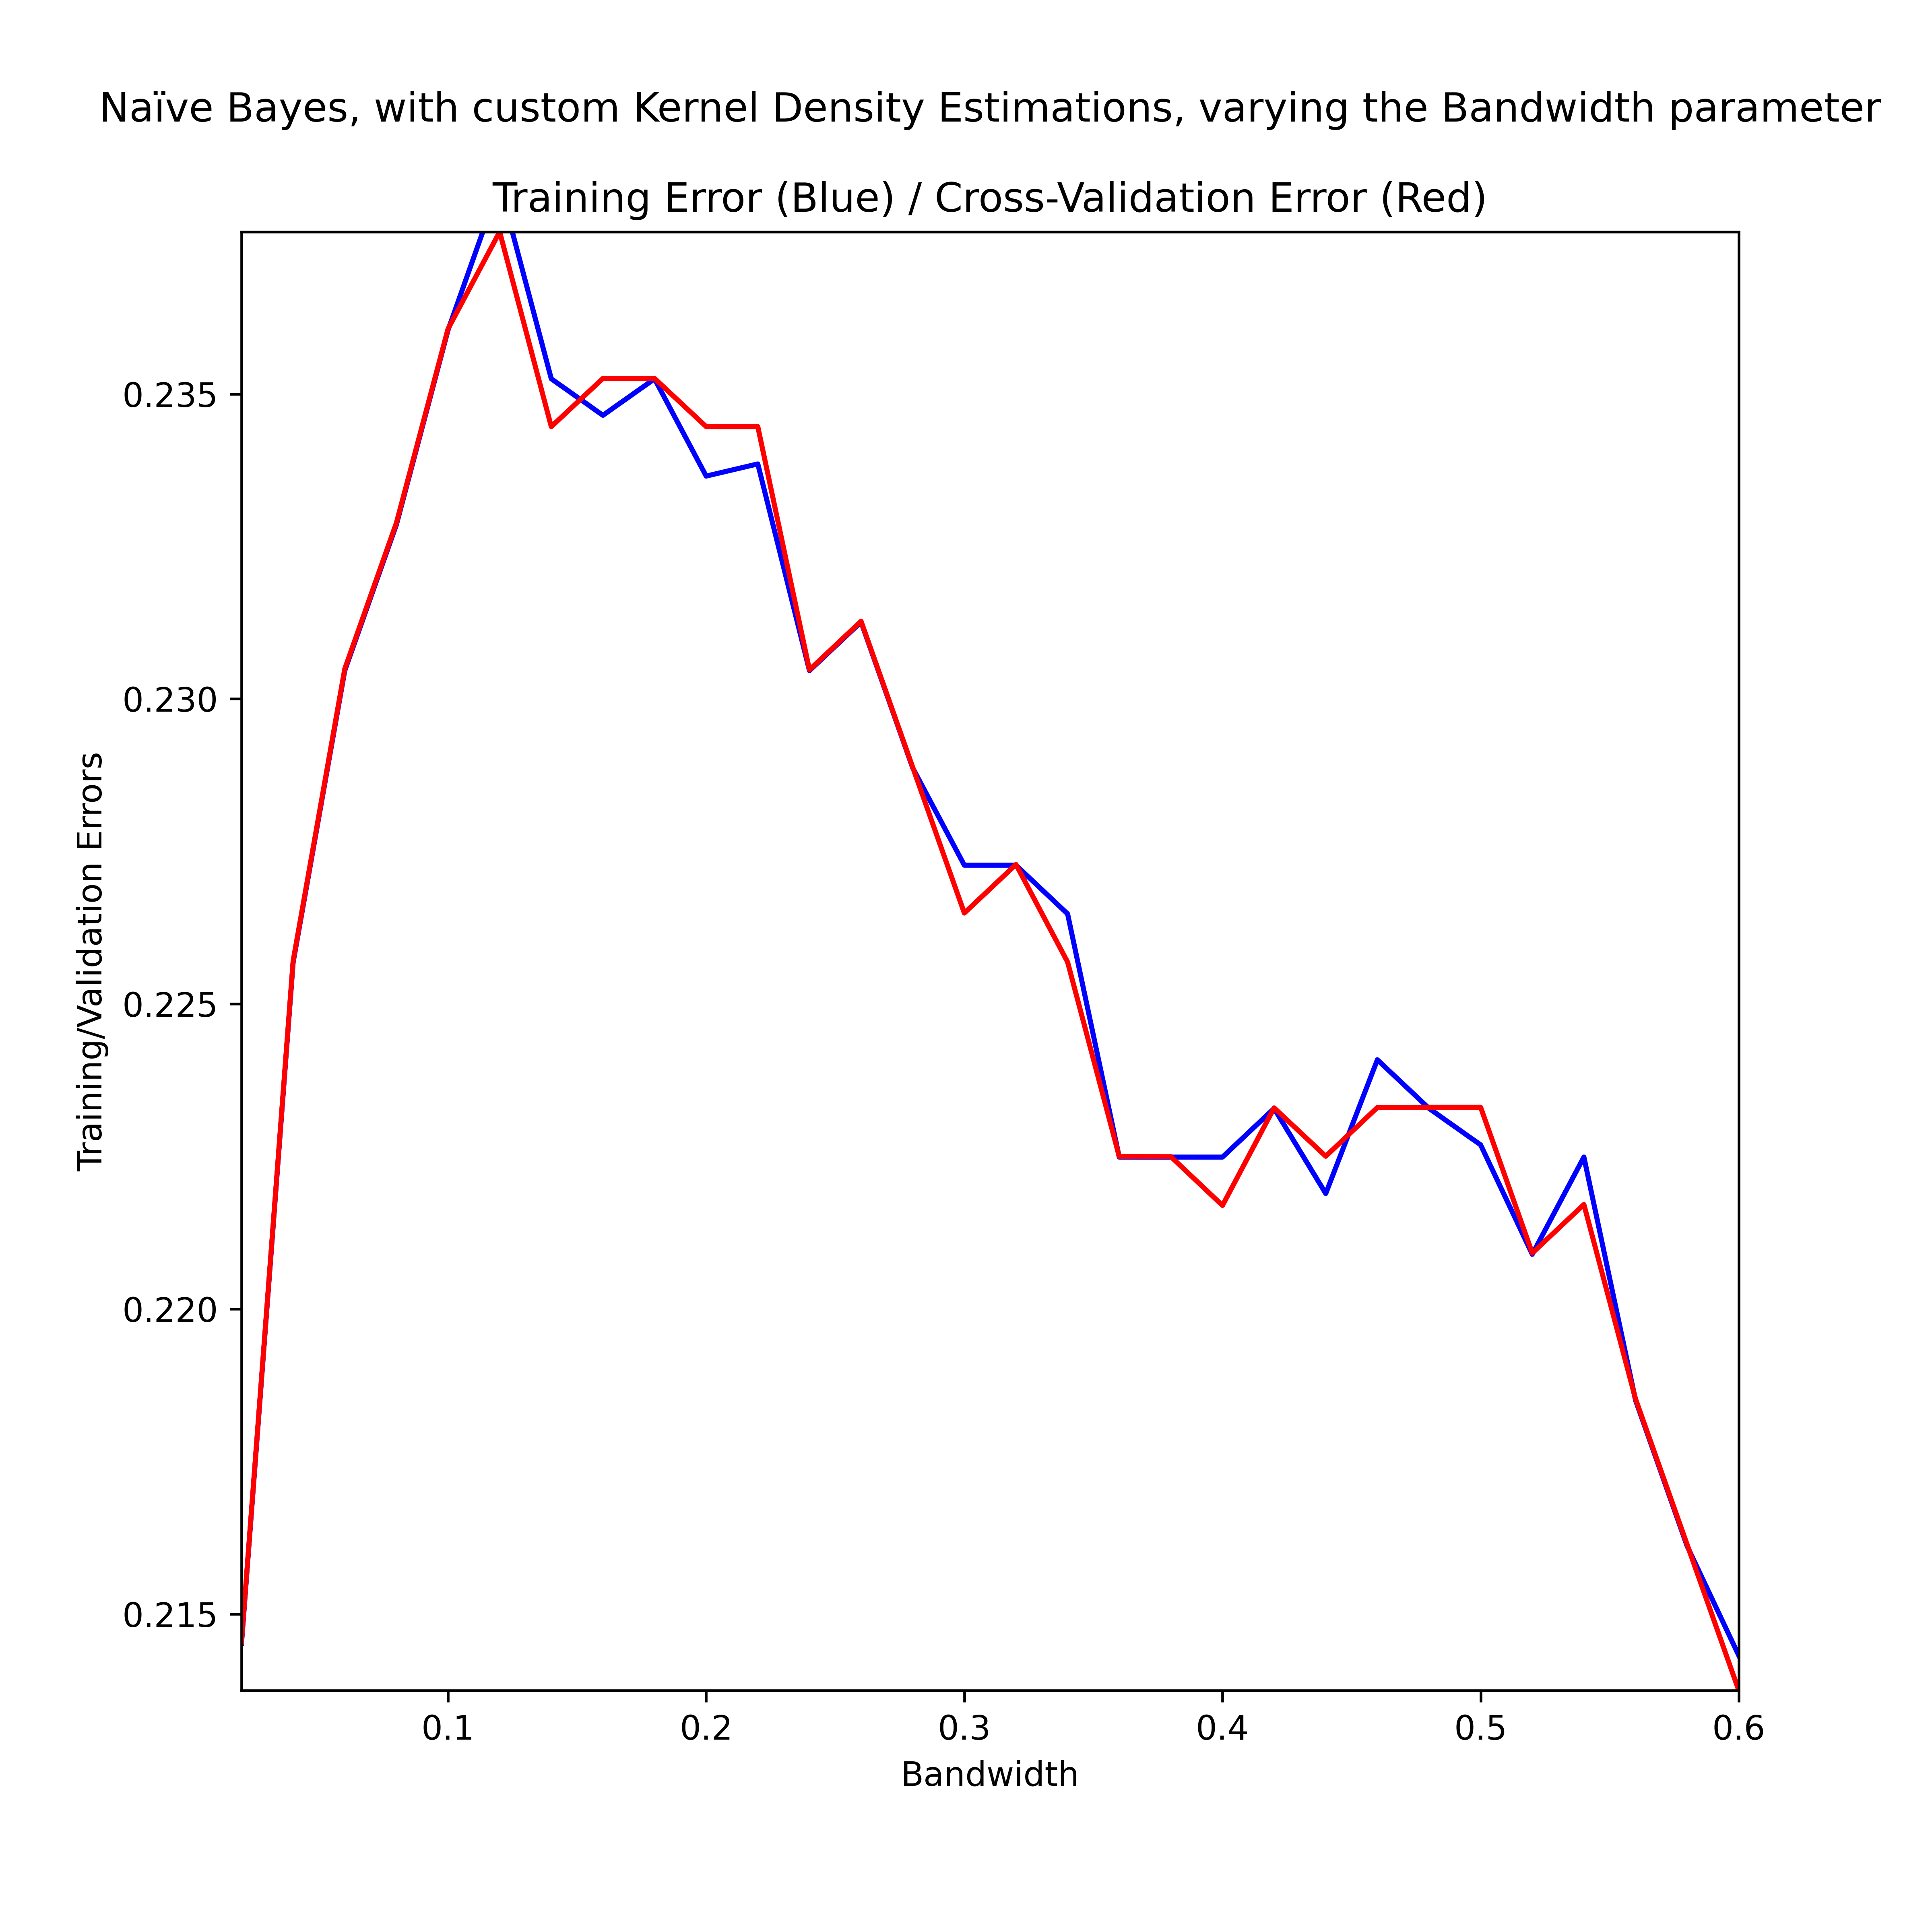 Naïve Bayes, with custom Kernel Density Estimations, varying the Bandwidth parameter
Training Error (Blue) / Cross-Validation Error (Red)
Training/Validation Errors
0.235
0.230
0.225
0.220
0.215
0.1 0.2 0.3 0.4 0.5 0.6
Bandwidth